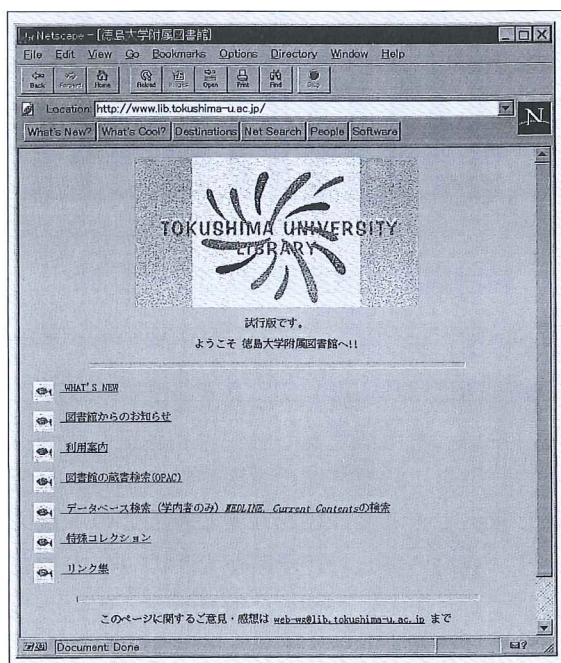 Netscape - [徳島大学附属図書館]
File Edit View Go Bookmarks Options Directory Window Help
Back Forward Home Reload Images Open Print Find Stop
Location: http://www.lib.tokushima-u.ac.jp/
N
What's New? What's Cool? Destinations Net Search People Software
TOKUSHIMA UNIVERSITY
LIBRARY
試行版です。
ようこそ 徳島大学附属図書館へ!!
WHAT'S NEW
図書館からのお知らせ
利用案内
図書館の蔵書検索(OPAC)
データベース検索（学内者のみ）MEDLINE, Current Contentsの検索
特殊コレクション
リンク集
このページに関するご意見・感想は web-wg@lib.tokushima-u.ac.jp まで
Document: Done